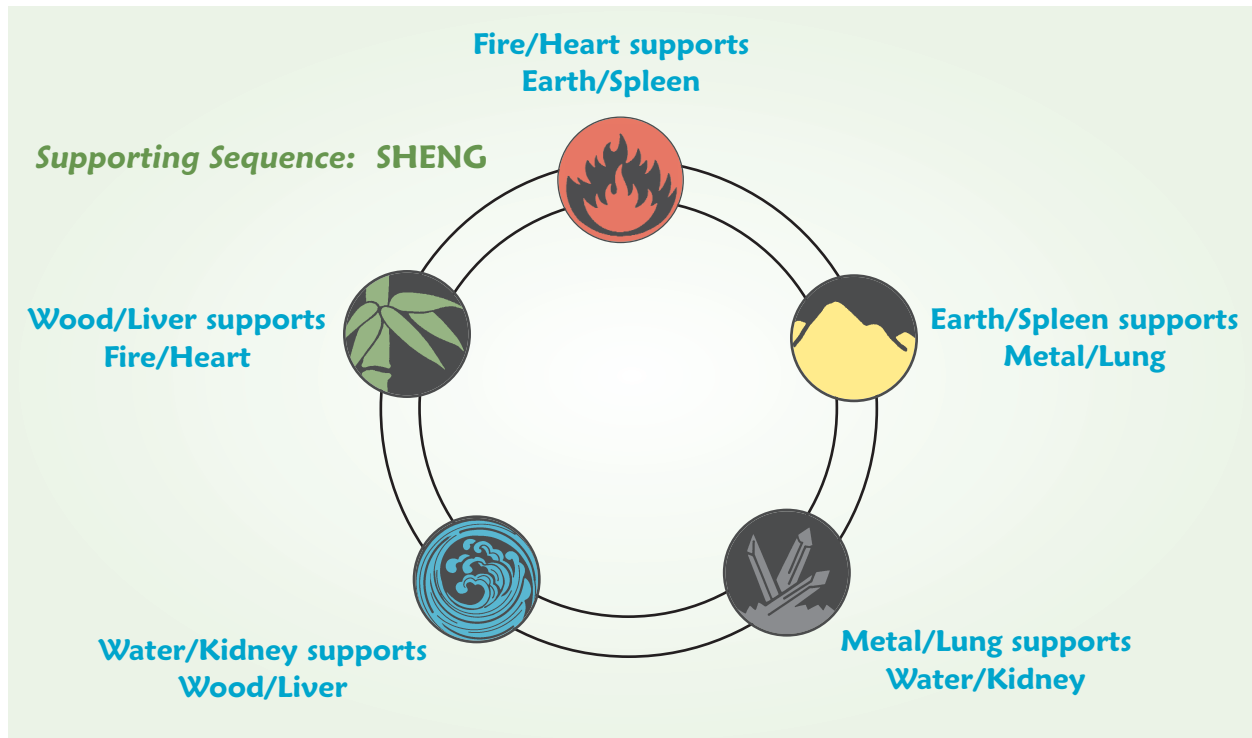 Fire/Heart supports
Earth/Spleen
Supporting Sequence: SHENG
Wood/Liver supports
Fire/Heart
Earth/Spleen supports
Metal/Lung
Water/Kidney supports
Wood/Liver
Metal/Lung supports
Water/Kidney